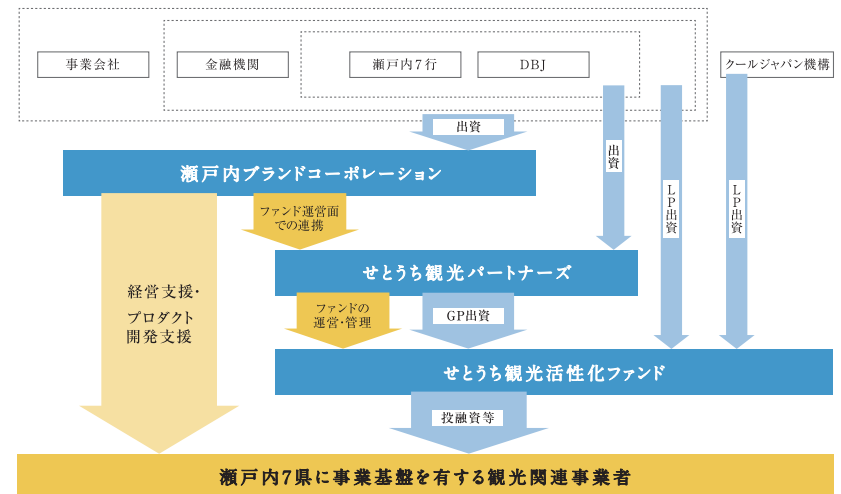 事業会社
金融機関
瀬戸内7行
DBJ
クールジャパン機構
出資
出資
LP出資
LP出資
瀬戸内ブランドコーポレーション
ファンド運営面
での連携
せとうち観光パートナーズ
経営支援・
プロダクト
開発支援
ファンドの
運営・管理
GP出資
せとうち観光活性化ファンド
投融資等
瀬戸内7県に事業基盤を有する観光関連事業者